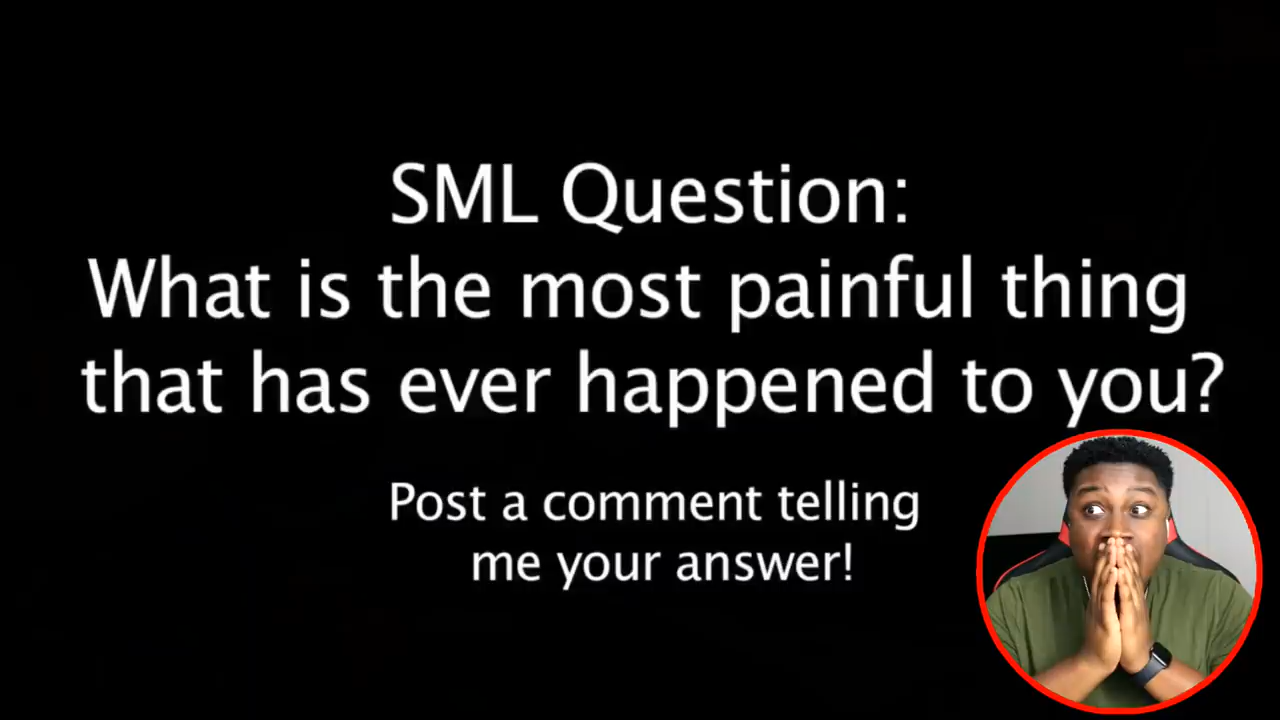 SML Question:
What is the most painful thing
that has ever happened to you?
Post a comment telling
me your answer!